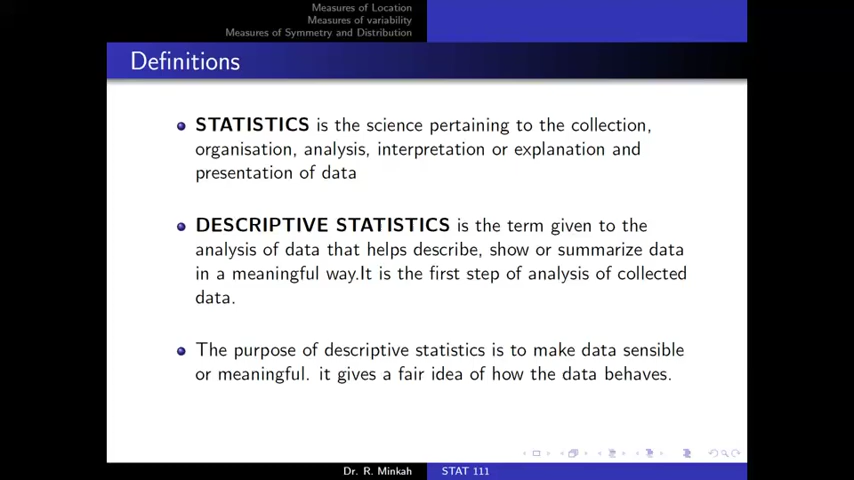 Measures of Location
Measures of variability
Measures of Symmetry and Distribution
Definitions
STATISTICS is the science pertaining to the collection,
organisation, analysis, interpretation or explanation and
presentation of data
DESCRIPTIVE STATISTICS is the term given to the
analysis of data that helps describe, show or summarize data
in a meaningful way.It is the first step of analysis of collected
data.
The purpose of descriptive statistics is to make data sensible
or meaningful. it gives a fair idea of how the data behaves.
Dr. R. Minkah
STAT 111